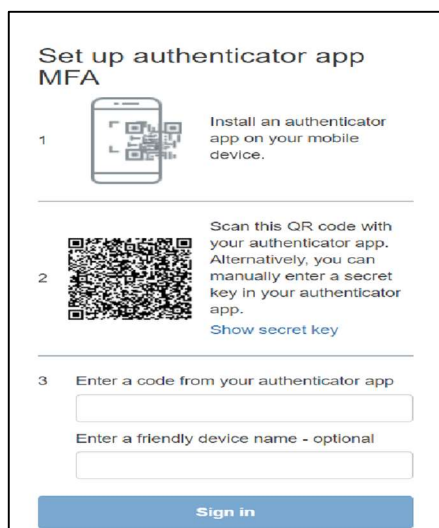 Set up authenticator app
MFA
1
Install an authenticator
app on your mobile
device.
2
Scan this QR code with
your authenticator app.
Alternatively, you can
manually enter a secret
key in your authenticator
app.
Show secret key
3 Enter a code from your authenticator app
Enter a friendly device name - optional
Sign in